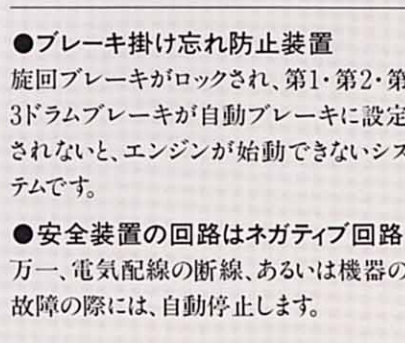 ●ブレーキ掛け忘れ防止装置
旋回ブレーキがロックされ、第1・第2・第
3ドラムブレーキが自動ブレーキに設定
されないと、エンジンが始動できないシス
テムです。
●安全装置の回路はネガティブ回路
万一、電気配線の断線、あるいは機器の
故障の際には、自動停止します。